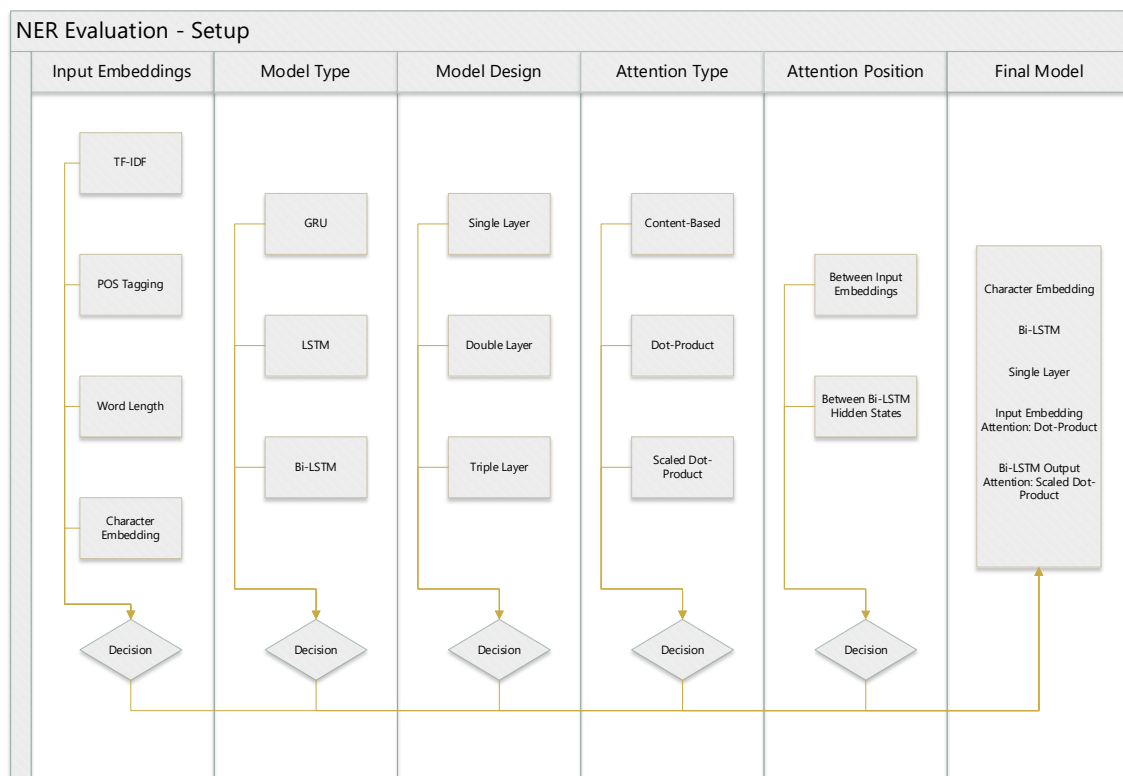 NER Evaluation - Setup
Input Embeddings
Model Type
Model Design
Attention Type
Attention Position
Final Model
TF-IDF
POS Tagging
Word Length
Character
Embedding
Decision
GRU
LSTM
Bi-LSTM
Decision
Single Layer
Double Layer
Triple Layer
Decision
Content-Based
Dot-Product
Scaled Dot-
Product
Decision
Between Input
Embeddings
Between Bi-LSTM
Hidden States
Decision
Character Embedding
Bi-LSTM
Single Layer
Input Embedding
Attention: Dot-Product
Bi-LSTM Output
Attention: Scaled Dot-
Product